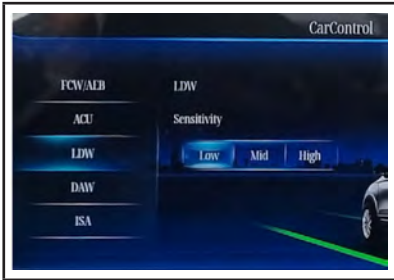 CarControl
FCW/AEB
LDW
ACU
Sensitivity
LDW
Low Mid High
DAW
ISA